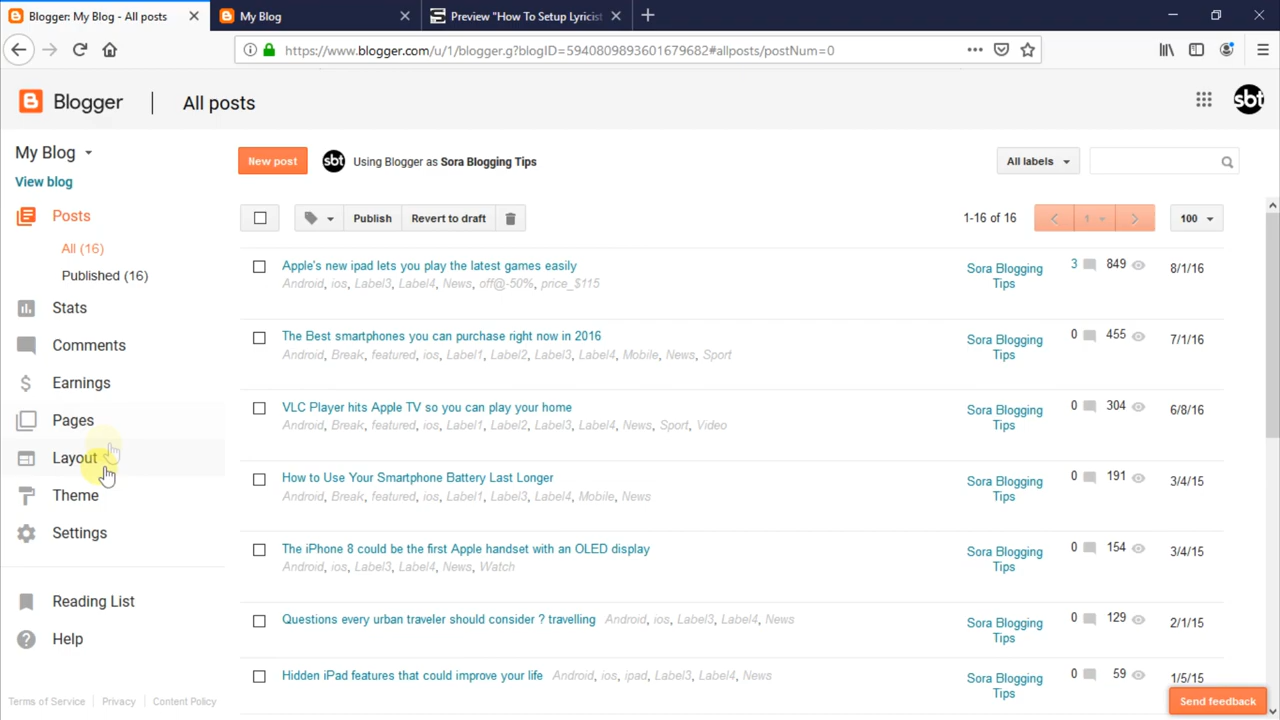 Blogger: My Blog - All posts
My Blog
Preview "How To Setup Lyricist
https://www.blogger.com/u/1/blogger.g?blogID=5940809893601679682#allposts/postNum=0
Blogger
All posts
sbt
My Blog
New post
sbt
Using Blogger as Sora Blogging Tips
All labels
View blog
Posts
Publish
Revert to draft
1-16 of 16
1
100
All (16)
Published (16)
Stats
Comments
Earnings
Pages
Layout
Theme
Settings
Reading List
Help
Terms of Service
Privacy
Content Policy
Apple's new ipad lets you play the latest games easily
Android, ios, Label3, Label4, News, off@-50%, price_$115
Sora Blogging
Tips
3
849
8/1/16
The Best smartphones you can purchase right now in 2016
Android, Break, featured, ios, Label1, Label2, Label3, Label4, Mobile, News, Sport
Sora Blogging
Tips
0
455
7/1/16
VLC Player hits Apple TV so you can play your home
Android, Break, featured, ios, Label1, Label2, Label3, Label4, News, Sport, Video
Sora Blogging
Tips
0
304
6/8/16
How to Use Your Smartphone Battery Last Longer
Android, Break, featured, ios, Label1, Label3, Label4, Mobile, News
Sora Blogging
Tips
0
191
3/4/15
The iPhone 8 could be the first Apple handset with an OLED display
Android, ios, Label3, Label4, News, Watch
Sora Blogging
Tips
0
154
3/4/15
Questions every urban traveler should consider ? travelling Android, ios, Label3, Label4, News
Sora Blogging
Tips
0
129
2/1/15
Hidden iPad features that could improve your life Android, ios, ipad, Label3, Label4, News
Sora Blogging
Tips
0
59
1/5/15
Send feedback